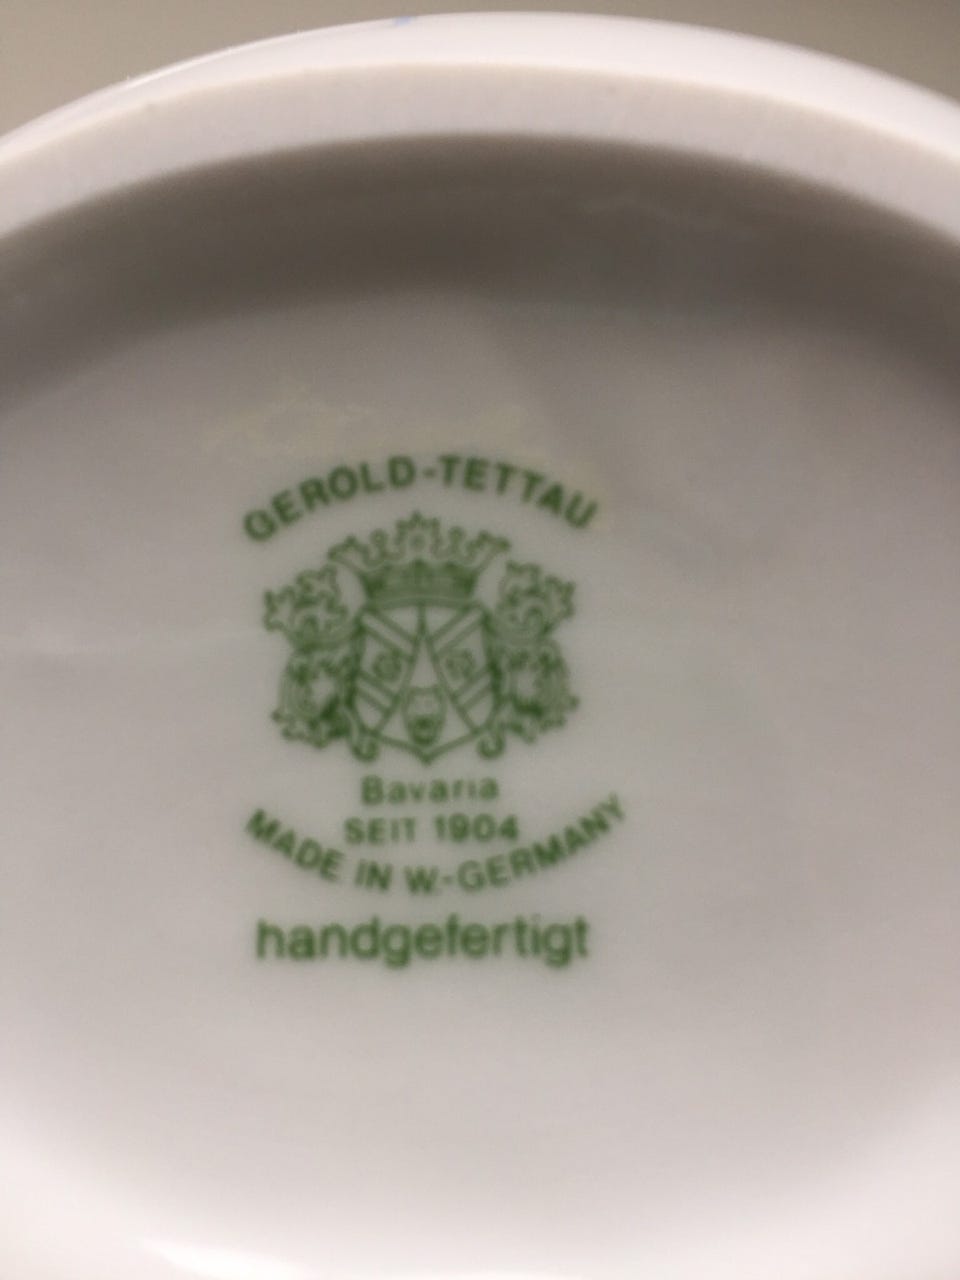 GEROLD-TETTAU
Bavaria
SEIT 1904
MADE IN W.-GERMANY
handgefertigt